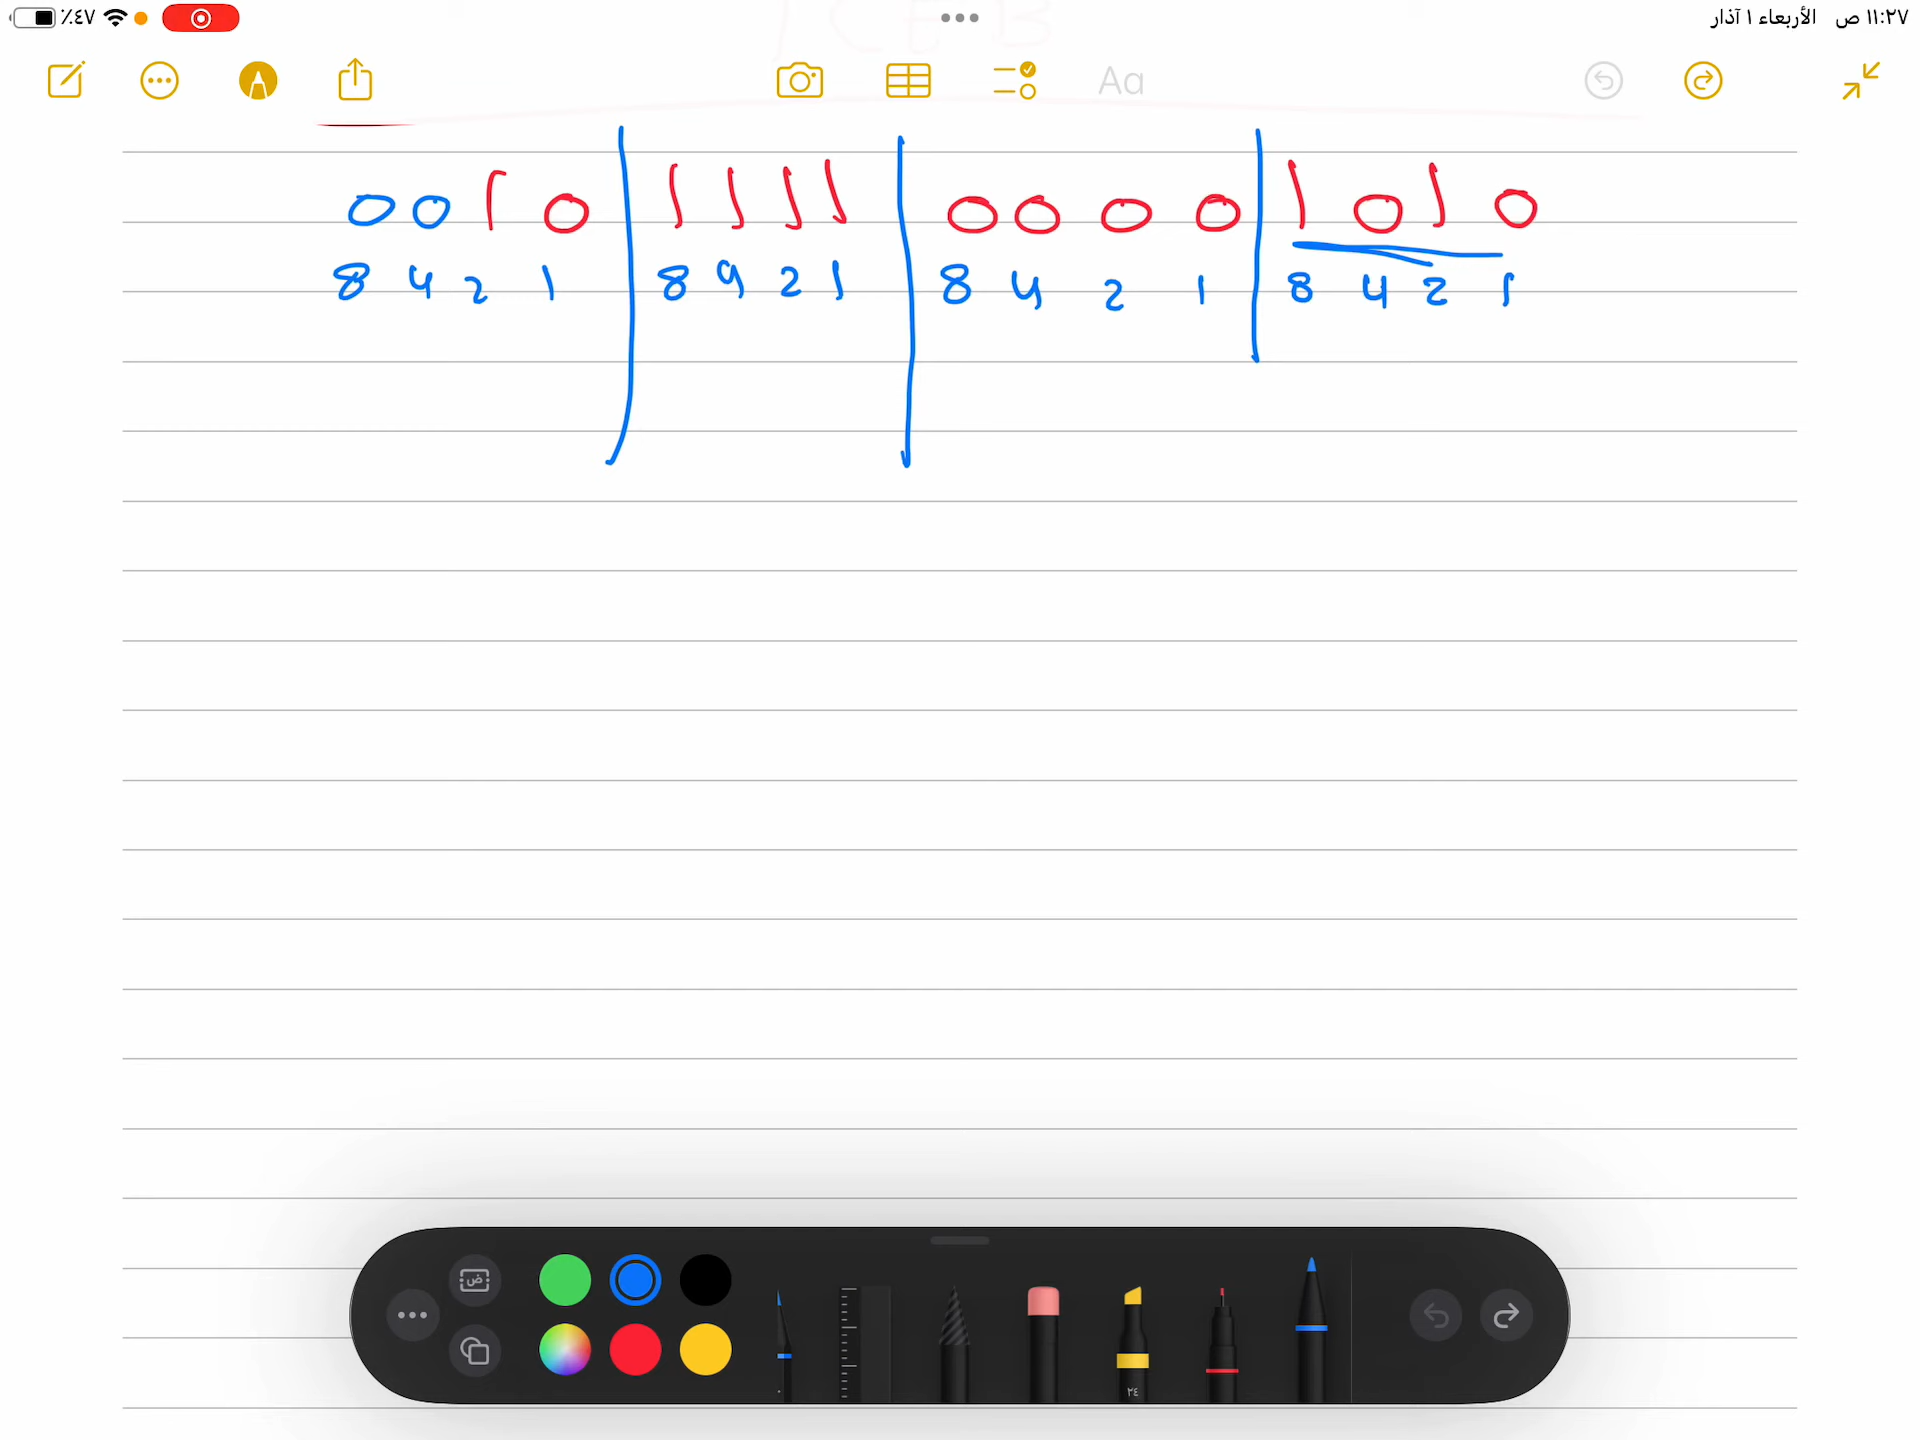 ٪٤٧ ١١:٢٧ ص الأربعاء ١ آذار
Aa
0 0 1 0 1 1 1 1 0 0 0 0 1 0 1 0
8 4 2 1 8 4 2 1 8 4 2 1 8 4 2 1
ض
٢٤